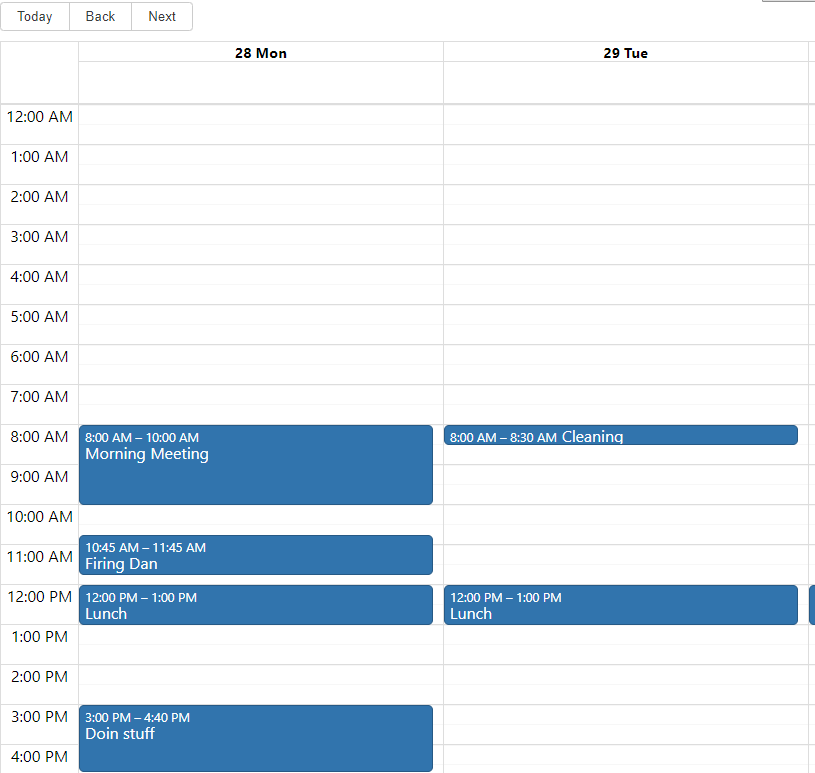 Today Back Next
28 Mon 29 Tue
12:00 AM
1:00 AM
2:00 AM
3:00 AM
4:00 AM
5:00 AM
6:00 AM
7:00 AM
8:00 AM
8:00 AM – 10:00 AM
Morning Meeting
8:00 AM – 8:30 AM Cleaning
9:00 AM
10:00 AM
10:45 AM – 11:45 AM
Firing Dan
11:00 AM
12:00 PM
12:00 PM – 1:00 PM
Lunch
12:00 PM – 1:00 PM
Lunch
1:00 PM
2:00 PM
3:00 PM
3:00 PM – 4:40 PM
Doin stuff
4:00 PM